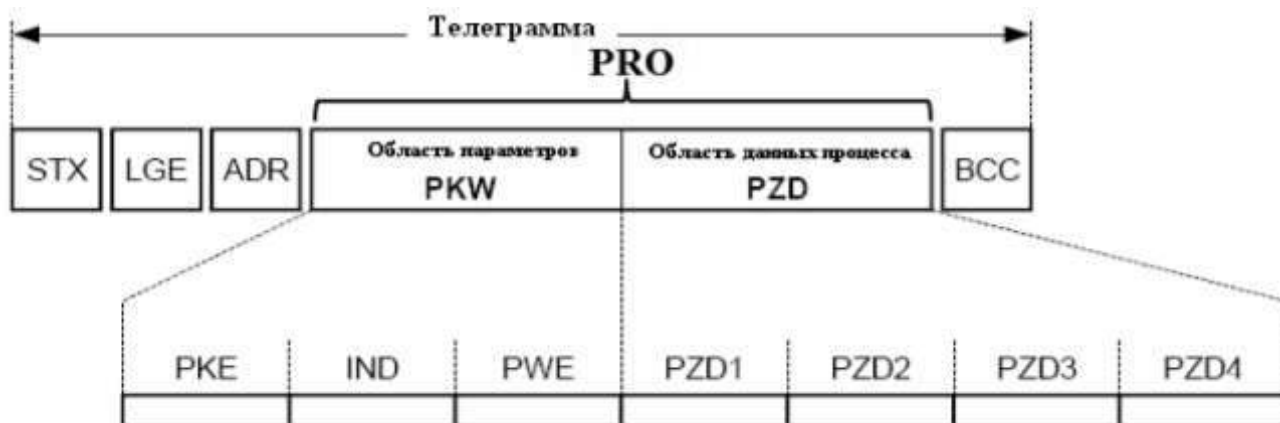 Телеграмма
PRO
STX LGE ADR Область параметров Область данных процесса BCC
PKW PZD
PKE IND PWE PZD1 PZD2 PZD3 PZD4